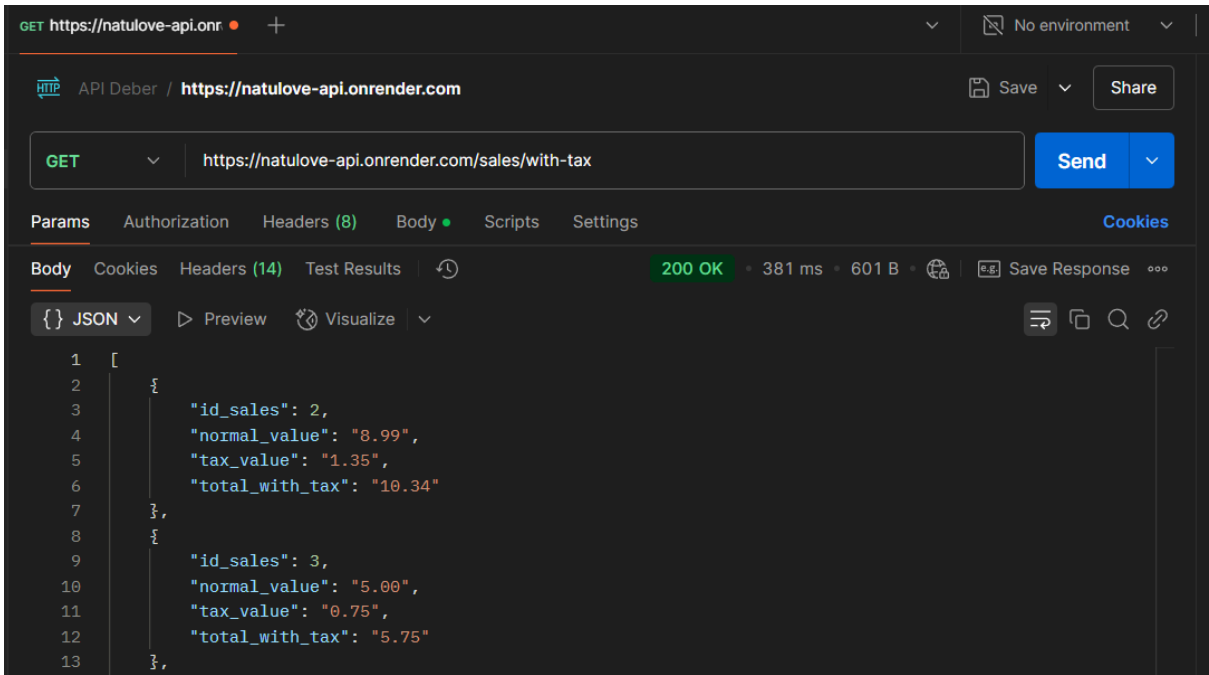 GET https://natulove-api.onr
No environment
HTTP API Deber / https://natulove-api.onrender.com
Save Share
GET https://natulove-api.onrender.com/sales/with-tax Send
Params Authorization Headers (8) Body Scripts Settings Cookies
Body Cookies Headers (14) Test Results 200 OK 381 ms 601 B e.g. Save Response
{} JSON Preview Visualize
1 [
2 {
3 "id_sales": 2,
4 "normal_value": "8.99",
5 "tax_value": "1.35",
6 "total_with_tax": "10.34"
7 },
8 {
9 "id_sales": 3,
10 "normal_value": "5.00",
11 "tax_value": "0.75",
12 "total_with_tax": "5.75"
13 },